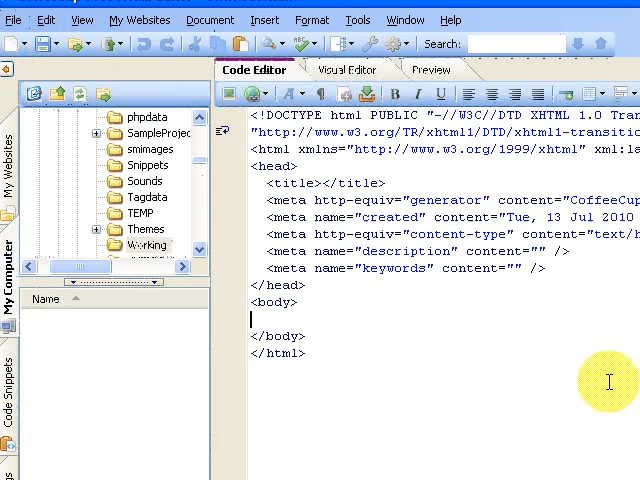 File Edit View My Websites Document Insert Format Tools Window Help
Search:
Code Editor Visual Editor Preview
My Websites
My Computer
Code Snippets
phpdata
SampleProjec
smimages
Snippets
Sounds
Tagdata
TEMP
Themes
Working
Name
B I U
<!DOCTYPE html PUBLIC "-//W3C//DTD XHTML 1.0 Tran
"http://www.w3.org/TR/xhtml1/DTD/xhtml1-transitio
<html xmlns="http://www.w3.org/1999/xhtml" xml:la
<head>
<title></title>
<meta http-equiv="generator" content="CoffeeCup
<meta name="created" content="Tue, 13 Jul 2010
<meta http-equiv="content-type" content="text/h
<meta name="description" content="" />
<meta name="keywords" content="" />
</head>
<body>
</body>
</html>